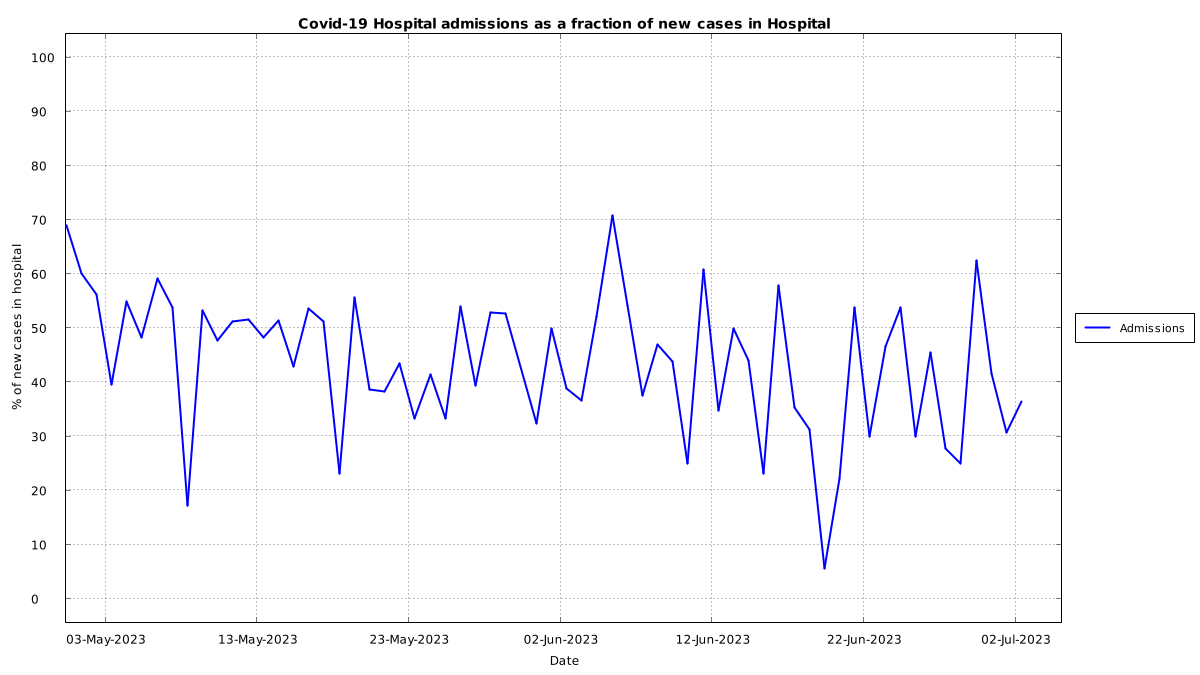 Covid-19 Hospital admissions as a fraction of new cases in Hospital
% of new cases in hospital
100
90
80
70
60
50
40
30
20
10
0
03-May-2023 13-May-2023 23-May-2023 02-Jun-2023 12-Jun-2023 22-Jun-2023 02-Jul-2023
Date
Admissions